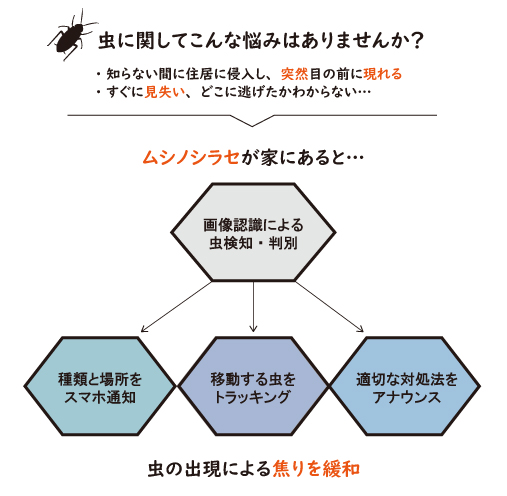 虫に関してこんな悩みはありませんか？
・知らない間に住居に侵入し、突然目の前に現れる
・すぐに見失い、どこに逃げたかわからない…
ムシノシラセが家にあると…
画像認識による
虫検知・判別
種類と場所を
スマホ通知
移動する虫を
トラッキング
適切な対処法を
アナウンス
虫の出現による焦りを緩和